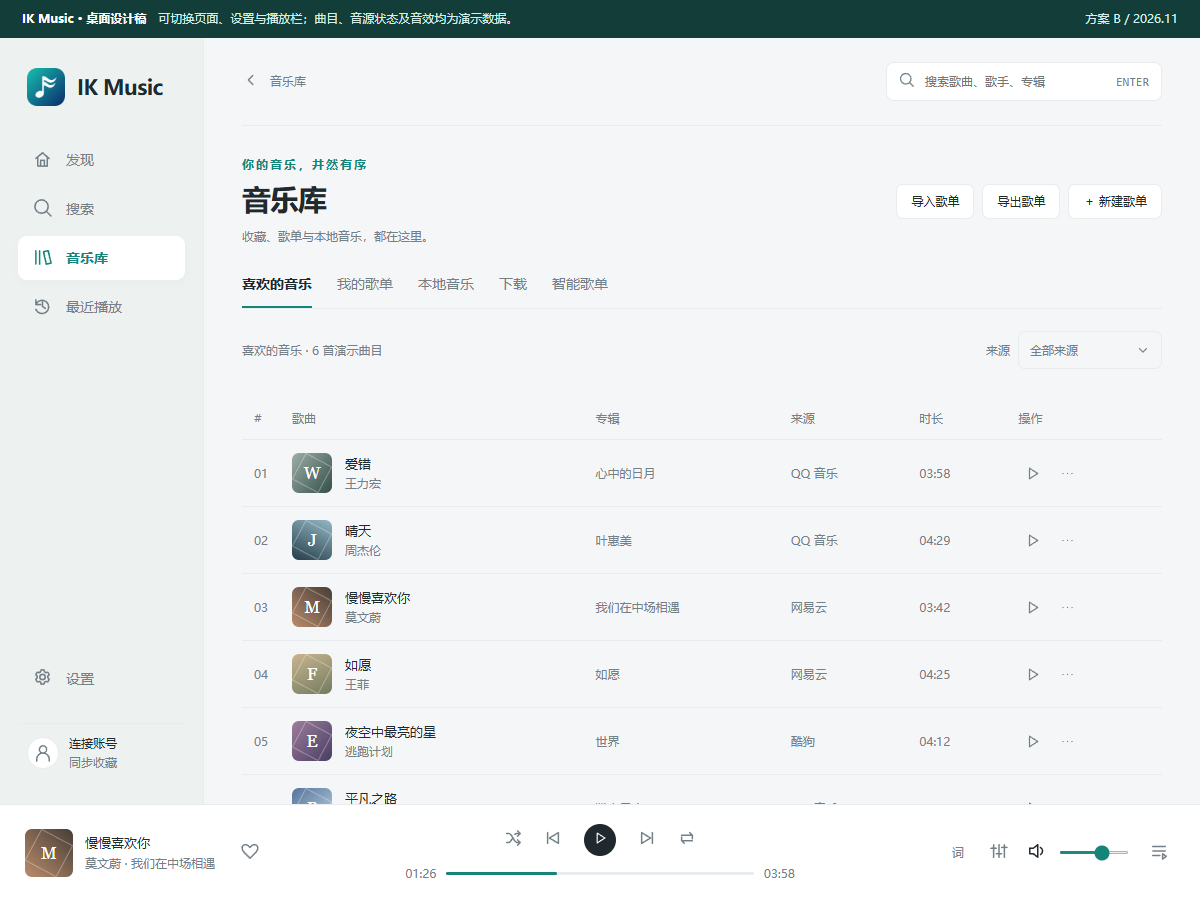 IK Music • 桌面设计稿 可切换页面、设置与播放栏；曲目、音源状态及音效均为演示数据。 方案 B / 2026.11
IK Music
音乐库
搜索歌曲、歌手、专辑 ENTER
发现
搜索
音乐库
最近播放
设置
连接账号
同步收藏
你的音乐，井然有序
音乐库
收藏、歌单与本地音乐，都在这里。
导入歌单 导出歌单 + 新建歌单
喜欢的音乐 我的歌单 本地音乐 下载 智能歌单
喜欢的音乐 · 6 首演示曲目 来源 全部来源
# 歌曲 专辑 来源 时长 操作
01 W 爱错 心中的日月 QQ 音乐 03:58 ···
王力宏
02 J 晴天 叶惠美 QQ 音乐 04:29 ···
周杰伦
03 M 慢慢喜欢你 我们在中场相遇 网易云 03:42 ···
莫文蔚
04 F 如愿 如愿 网易云 04:25 ···
王菲
05 E 夜空中最亮的星 世界 酷狗 04:12 ···
逃跑计划
平凡之路
M 慢慢喜欢你
莫文蔚 · 我们在中场相遇
01:26 03:58
词